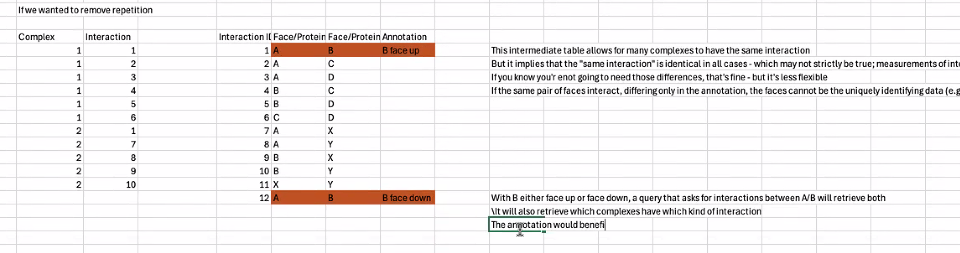 If we wanted to remove repetition
Complex Interaction Interaction ID Face/Protein Face/Protein Annotation
1 1 1 A B B face up This intermediate table allows for many complexes to have the same interaction
1 2 2 A C But it implies that the "same interaction" is identical in all cases - which may not strictly be true; measurements of
1 3 3 A D If you know you'r enot going to need those differences, that's fine - but it's less flexible
1 4 4 B C If the same pair of faces interact, differing only in the annotation, the faces cannot be the uniquely identifying data (e.g
1 5 5 B D
1 6 6 C D
2 1 7 A X
2 7 8 A Y
2 8 9 B X
2 9 10 B Y
2 10 11 X Y
12 A B B face down With B either face up or face down, a query that asks for interactions between A/B will retrieve both
\It will also retrieve which complexes have which kind of interaction
The annotation would benefi